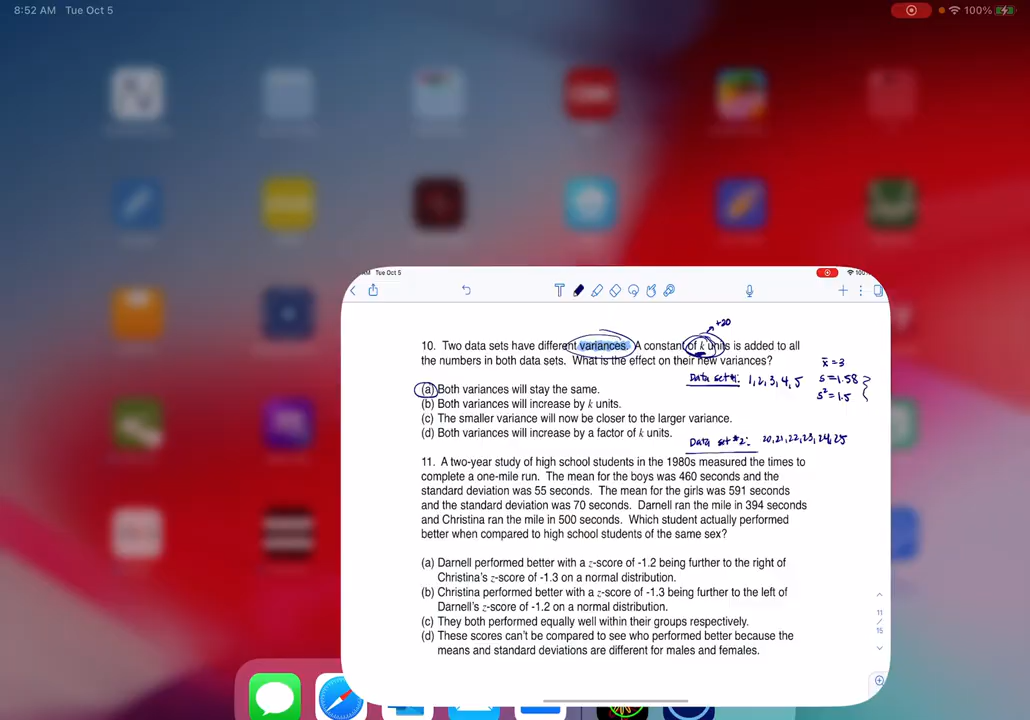 8:52 AM Tue Oct 5
100%
AM Tue Oct 5
100
+20
10. Two data sets have different variances. A constant of k units is added to all
the numbers in both data sets. What is the effect on their new variances?
x̄ = 3
Data set #1: 1, 2, 3, 4, 5
s = 1.58
s² = 1.5
(a) Both variances will stay the same.
(b) Both variances will increase by k units.
(c) The smaller variance will now be closer to the larger variance.
(d) Both variances will increase by a factor of k units.
Data set #2: 20, 21, 22, 23, 24, 25
11. A two-year study of high school students in the 1980s measured the times to
complete a one-mile run. The mean for the boys was 460 seconds and the
standard deviation was 55 seconds. The mean for the girls was 591 seconds
and the standard deviation was 70 seconds. Darnell ran the mile in 394 seconds
and Christina ran the mile in 500 seconds. Which student actually performed
better when compared to high school students of the same sex?
(a) Darnell performed better with a z-score of -1.2 being further to the right of
Christina's z-score of -1.3 on a normal distribution.
(b) Christina performed better with a z-score of -1.3 being further to the left of
Darnell's z-score of -1.2 on a normal distribution.
(c) They both performed equally well within their groups respectively.
(d) These scores can't be compared to see who performed better because the
means and standard deviations are different for males and females.
11
/
15